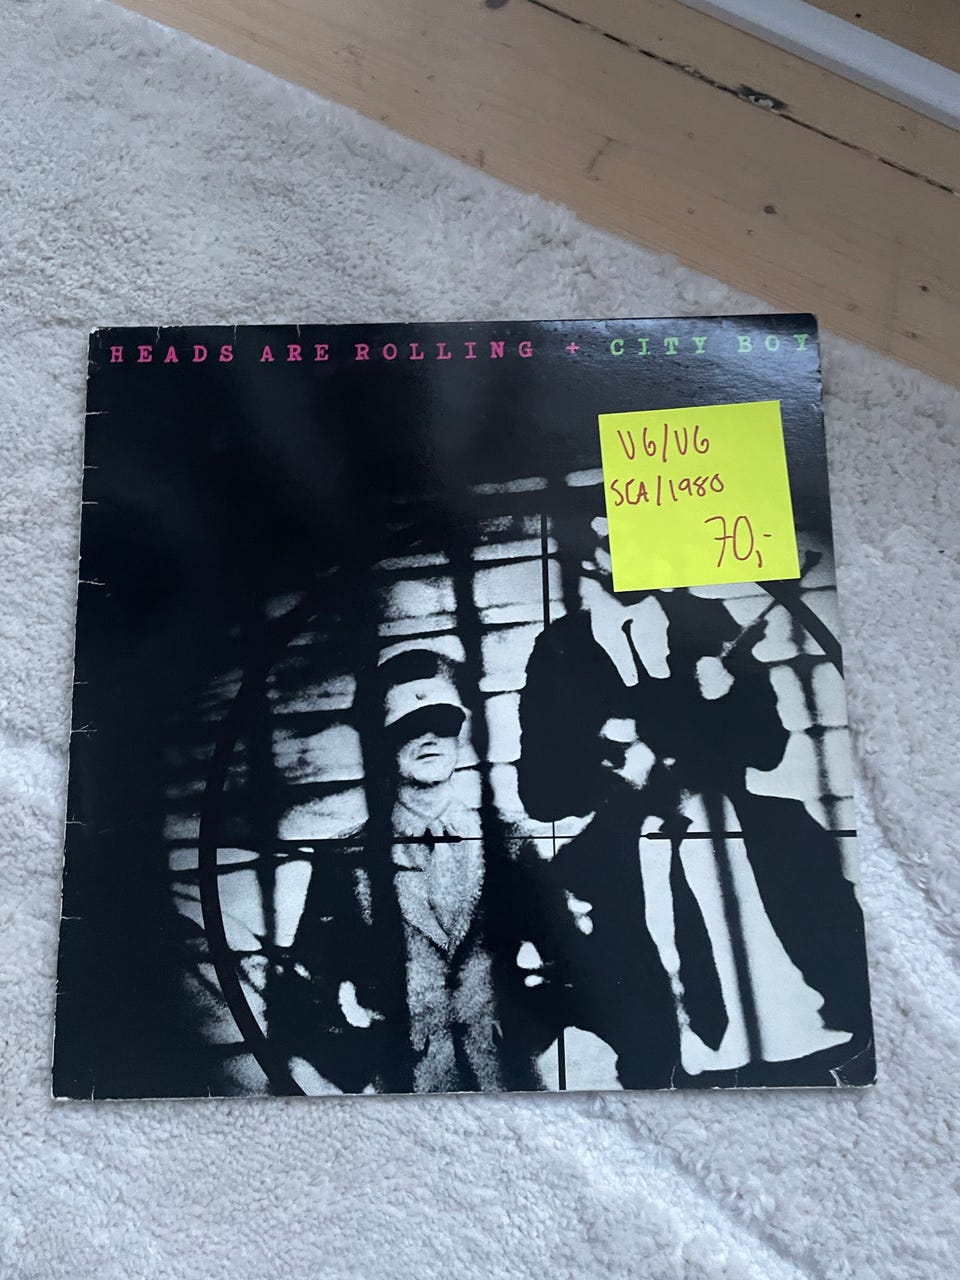 HEADS ARE ROLLING + CITY BOY
VG/VG
SCA/1980
70,-